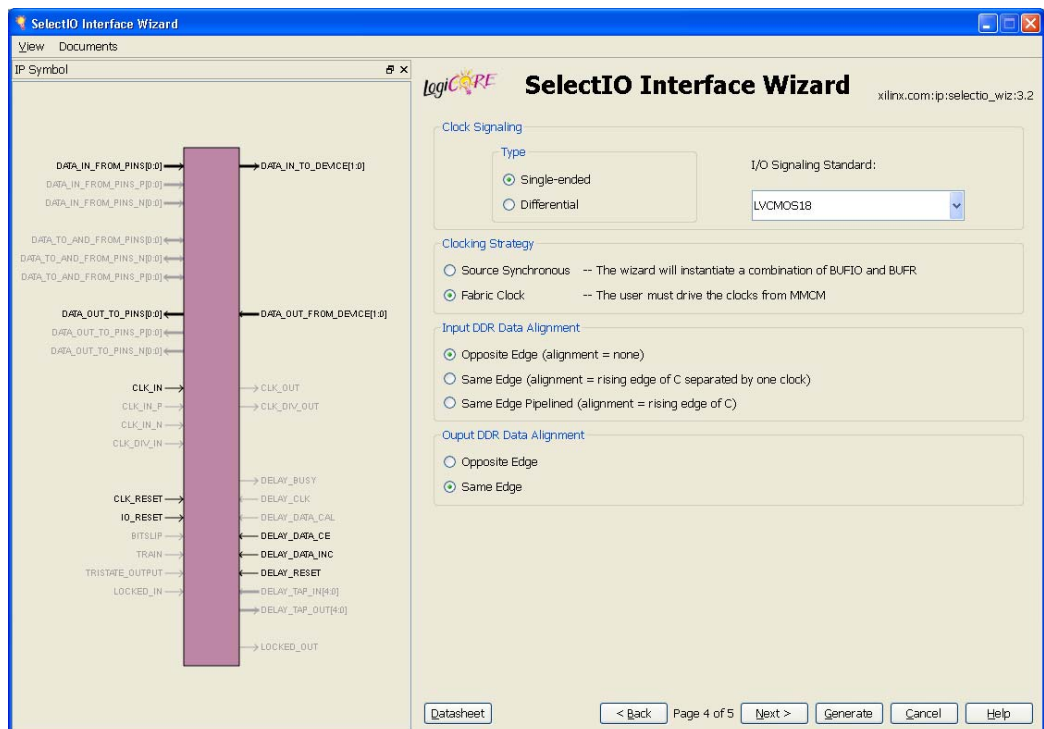 SelectIO Interface Wizard
View Documents
IP Symbol
DATA_IN_FROM_PINS[0:0]
DATA_IN_TO_DEVICE[1:0]
DATA_IN_FROM_PINS_P[0:0]
DATA_IN_FROM_PINS_N[0:0]
DATA_TO_AND_FROM_PINS[0:0]
DATA_TO_AND_FROM_PINS_N[0:0]
DATA_TO_AND_FROM_PINS_P[0:0]
DATA_OUT_TO_PINS[0:0]
DATA_OUT_FROM_DEVICE[1:0]
DATA_OUT_TO_PINS_P[0:0]
DATA_OUT_TO_PINS_N[0:0]
CLK_IN
CLK_OUT
CLK_IN_P
CLK_DIV_OUT
CLK_IN_N
CLK_DIV_IN
DELAY_BUSY
CLK_RESET
DELAY_CLK
IO_RESET
DELAY_DATA_CAL
BITSLIP
DELAY_DATA_CE
TRAIN
DELAY_DATA_INC
TRISTATE_OUTPUT
DELAY_RESET
LOCKED_IN
DELAY_TAP_IN[4:0]
DELAY_TAP_OUT[4:0]
LOCKED_OUT
LogiCORE
SelectIO Interface Wizard
xilinx.com:ip:selectio_wiz:3.2
Clock Signaling
Type
Single-ended
Differential
I/O Signaling Standard:
LVCMOS18
Clocking Strategy
Source Synchronous -- The wizard will instantiate a combination of BUFIO and BUFR
Fabric Clock -- The user must drive the clocks from MMCM
Input DDR Data Alignment
Opposite Edge (alignment = none)
Same Edge (alignment = rising edge of C separated by one clock)
Same Edge Pipelined (alignment = rising edge of C)
Ouput DDR Data Alignment
Opposite Edge
Same Edge
Datasheet
< Back Page 4 of 5 Next > Generate Cancel Help